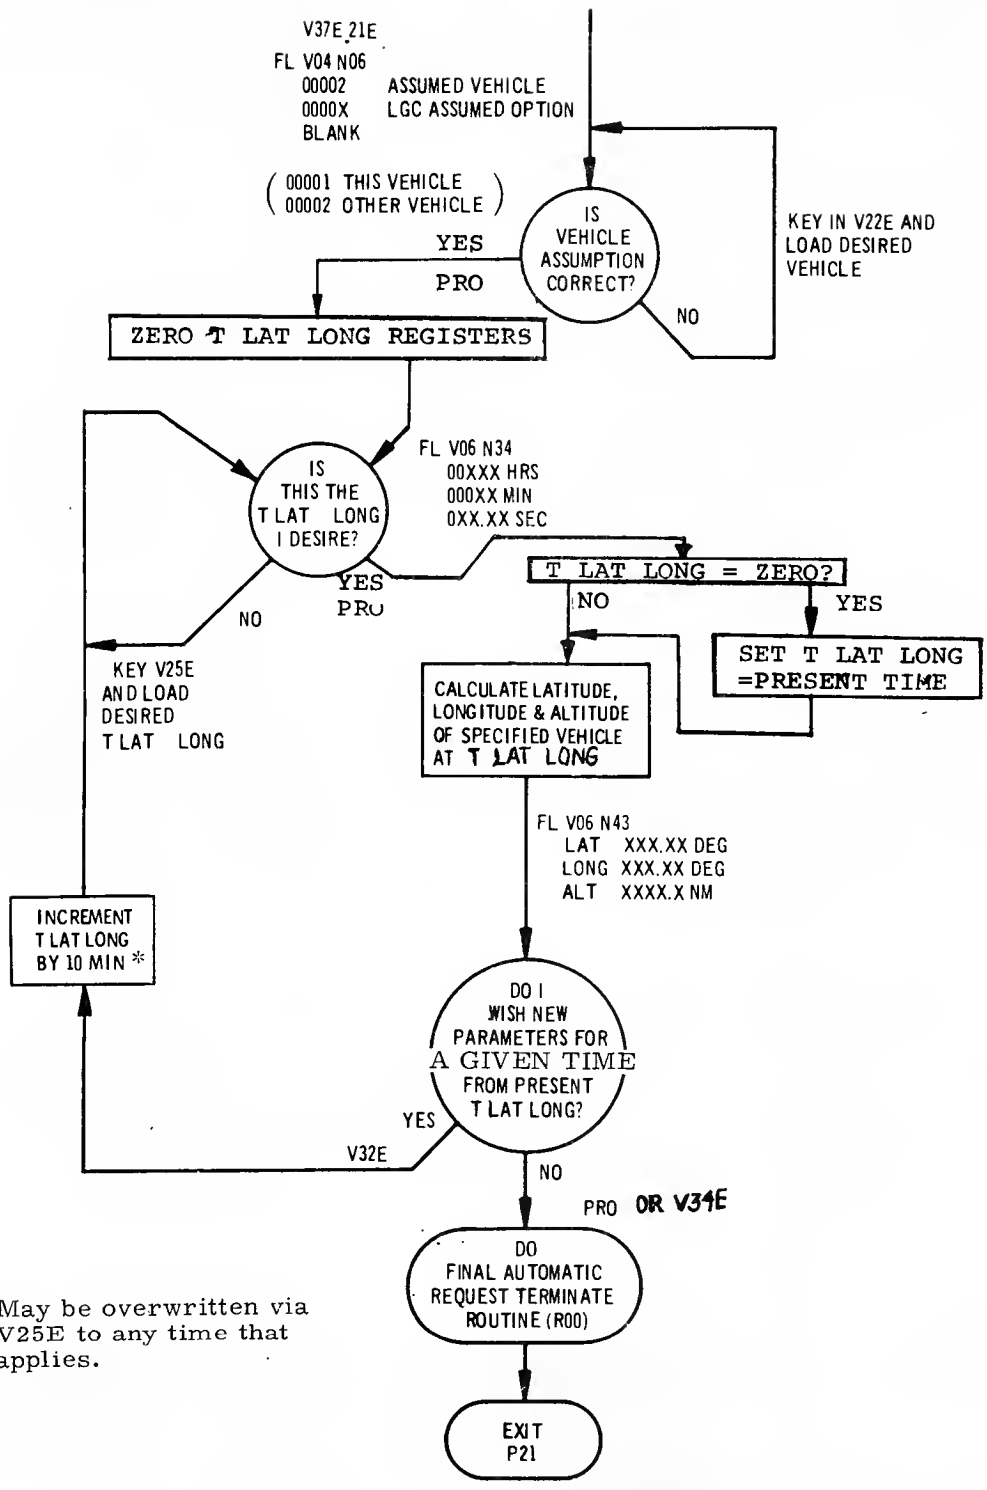 V37E 21E
FL V04 N06
00002 ASSUMED VEHICLE
0000X LGC ASSUMED OPTION
BLANK
(00001 THIS VEHICLE
00002 OTHER VEHICLE)
IS
VEHICLE
ASSUMPTION
CORRECT?
KEY IN V22E AND
LOAD DESIRED
VEHICLE
YES
PRO
NO
ZERO T LAT LONG REGISTERS
FL V06 N34
00XXX HRS
000XX MIN
0XX.XX SEC
IS
THIS THE
T LAT LONG
I DESIRE?
YES
PRO
NO
T LAT LONG = ZERO?
NO
YES
KEY V25E
AND LOAD
DESIRED
T LAT LONG
SET T LAT LONG
=PRESENT TIME
CALCULATE LATITUDE,
LONGITUDE & ALTITUDE
OF SPECIFIED VEHICLE
AT T LAT LONG
FL V06 N43
LAT XXX.XX DEG
LONG XXX.XX DEG
ALT XXXX.X NM
INCREMENT
T LAT LONG
BY 10 MIN *
DO I
WISH NEW
PARAMETERS FOR
A GIVEN TIME
FROM PRESENT
T LAT LONG?
YES
V32E
NO
PRO OR V34E
DO
FINAL AUTOMATIC
REQUEST TERMINATE
ROUTINE (R00)
May be overwritten via
V25E to any time that
applies.
EXIT
P21